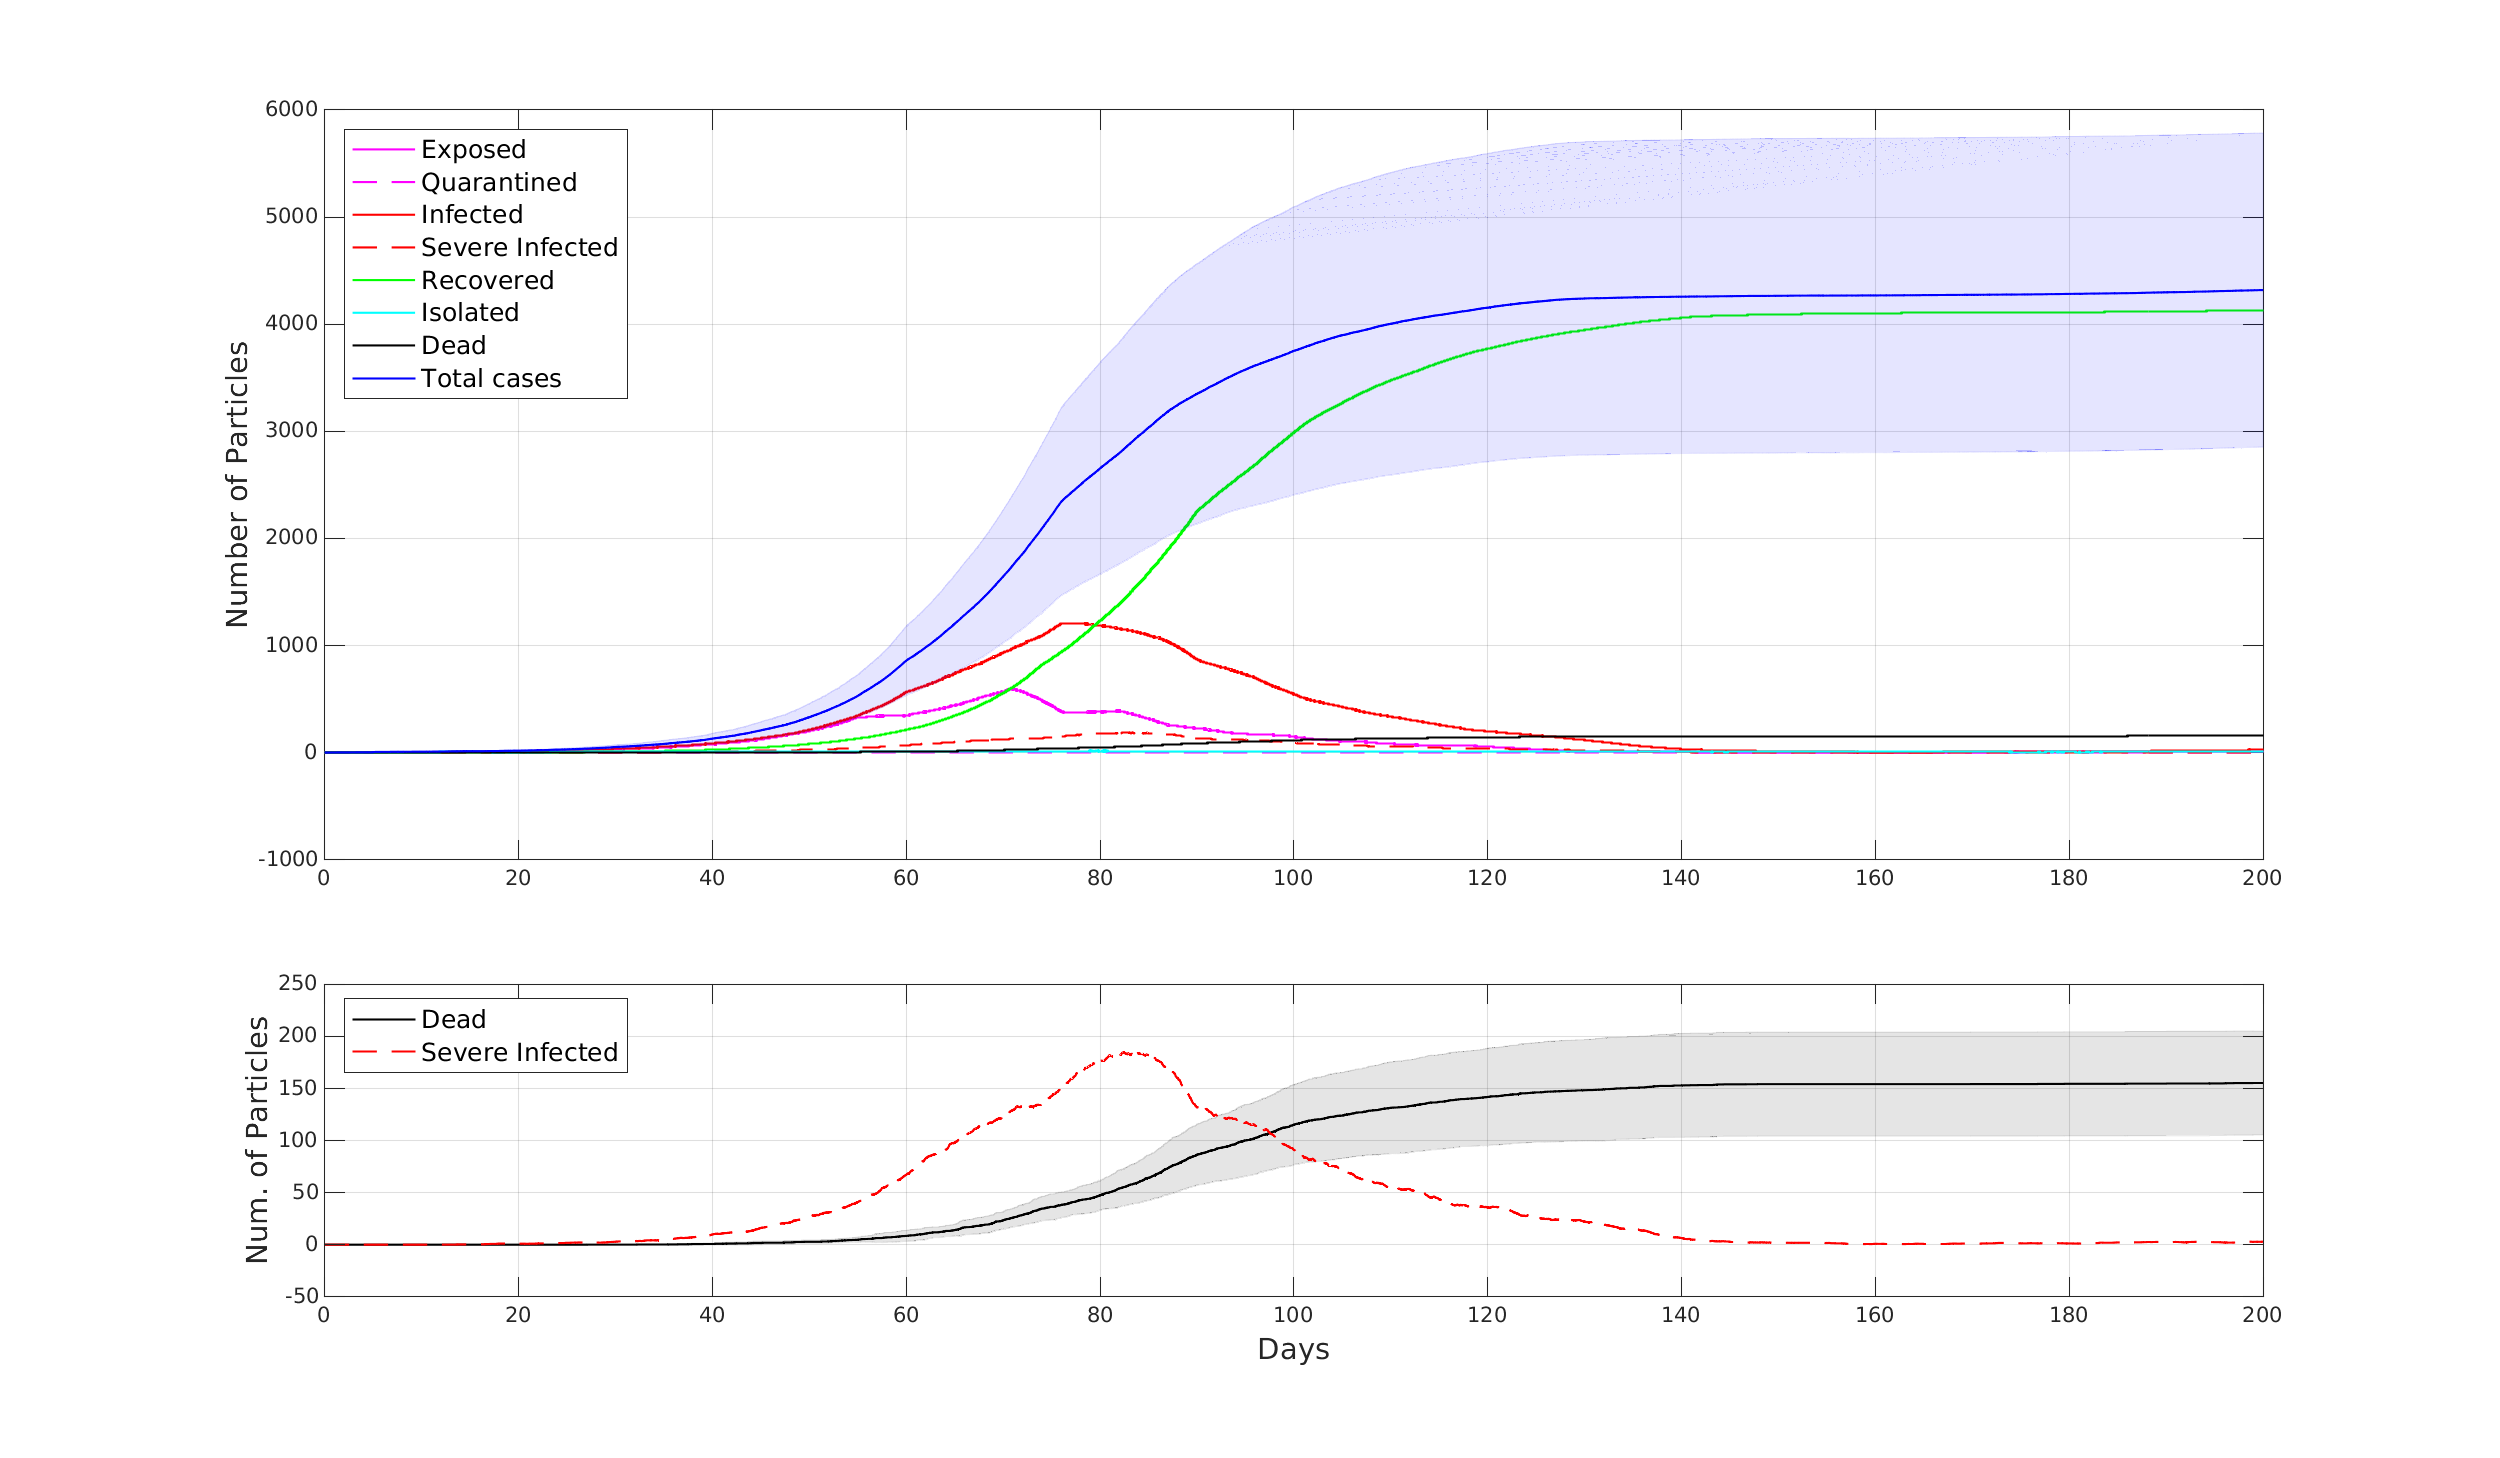 6000
5000
4000
3000
2000
1000
0
-1000
Number of Particles
Exposed
Quarantined
Infected
Severe Infected
Recovered
Isolated
Dead
Total cases
0 20 40 60 80 100 120 140 160 180 200
250
200
150
100
50
0
-50
Num. of Particles
Dead
Severe Infected
0 20 40 60 80 100 120 140 160 180 200
Days